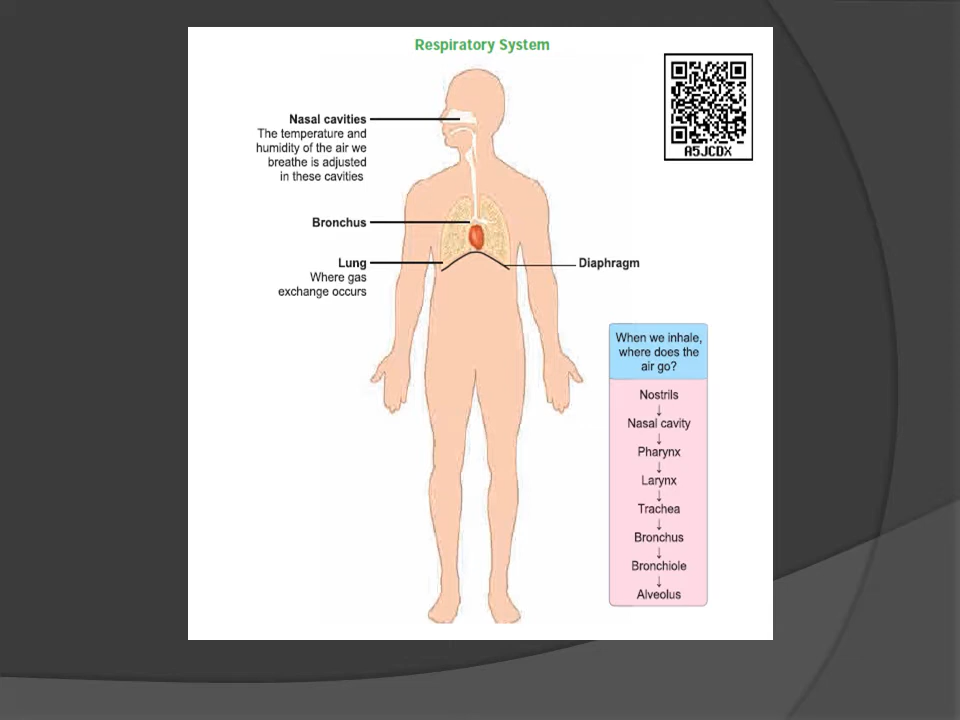 Respiratory System
A5JCDX
Nasal cavities
The temperature and
humidity of the air we
breathe is adjusted
in these cavities
Bronchus
Lung
Where gas
exchange occurs
Diaphragm
When we inhale,
where does the
air go?
Nostrils
↓
Nasal cavity
↓
Pharynx
↓
Larynx
↓
Trachea
↓
Bronchus
↓
Bronchiole
↓
Alveolus